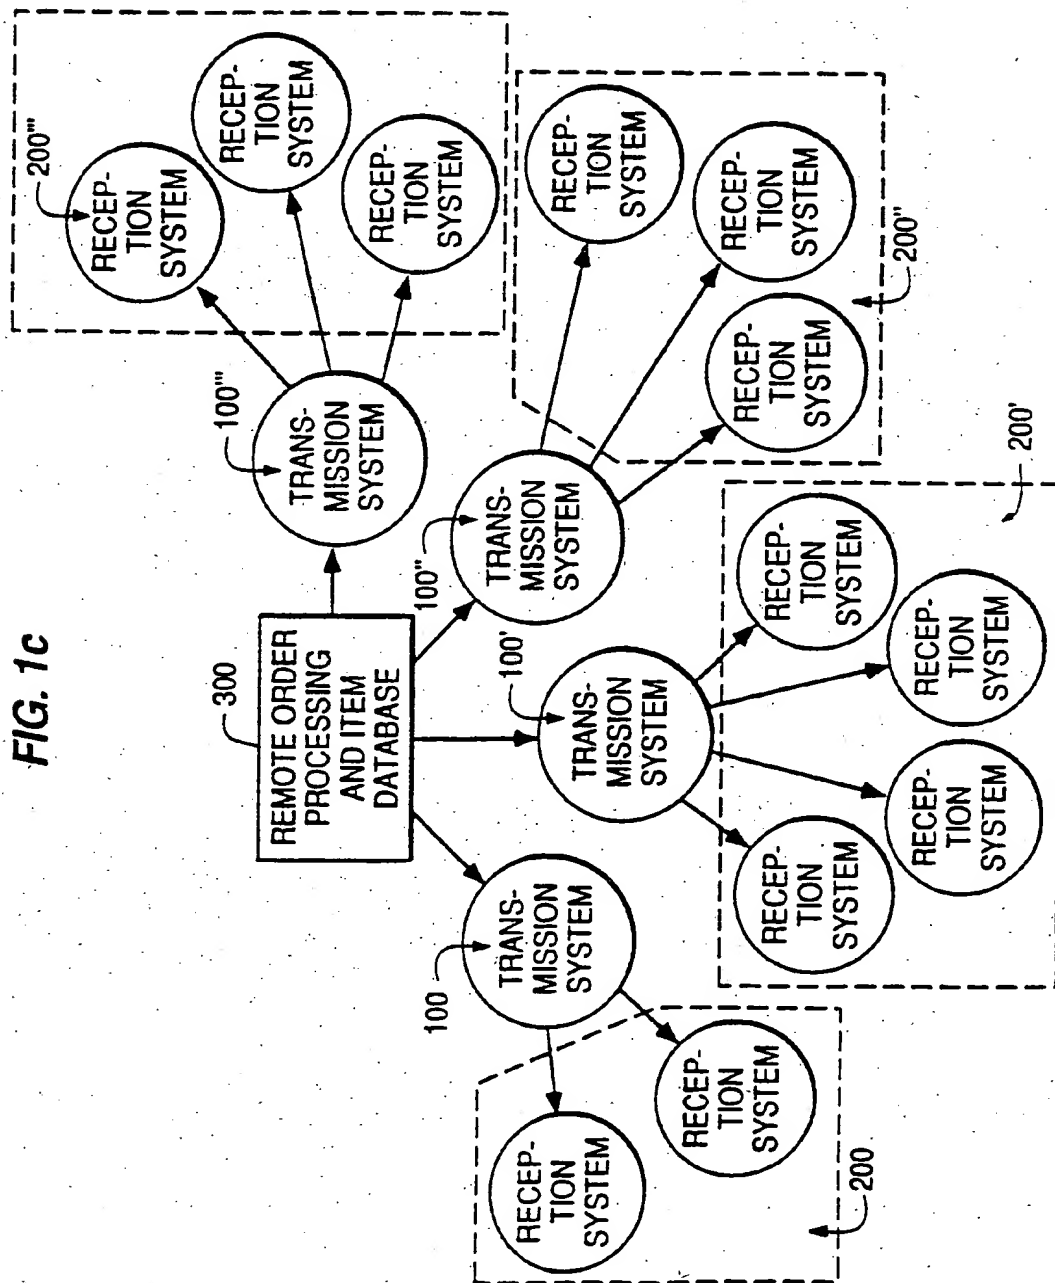 FIG. 1c
300
REMOTE ORDER
PROCESSING
AND ITEM
DATABASE
100
TRANS-
MISSION
SYSTEM
100'
TRANS-
MISSION
SYSTEM
100"
TRANS-
MISSION
SYSTEM
100'''
TRANS-
MISSION
SYSTEM
RECEP-
TION
SYSTEM
RECEP-
TION
SYSTEM
200
RECEP-
TION
SYSTEM
RECEP-
TION
SYSTEM
RECEP-
TION
SYSTEM
RECEP-
TION
SYSTEM
200'
RECEP-
TION
SYSTEM
RECEP-
TION
SYSTEM
RECEP-
TION
SYSTEM
200"
200'''
RECEP-
TION
SYSTEM
RECEP-
TION
SYSTEM
RECEP-
TION
SYSTEM